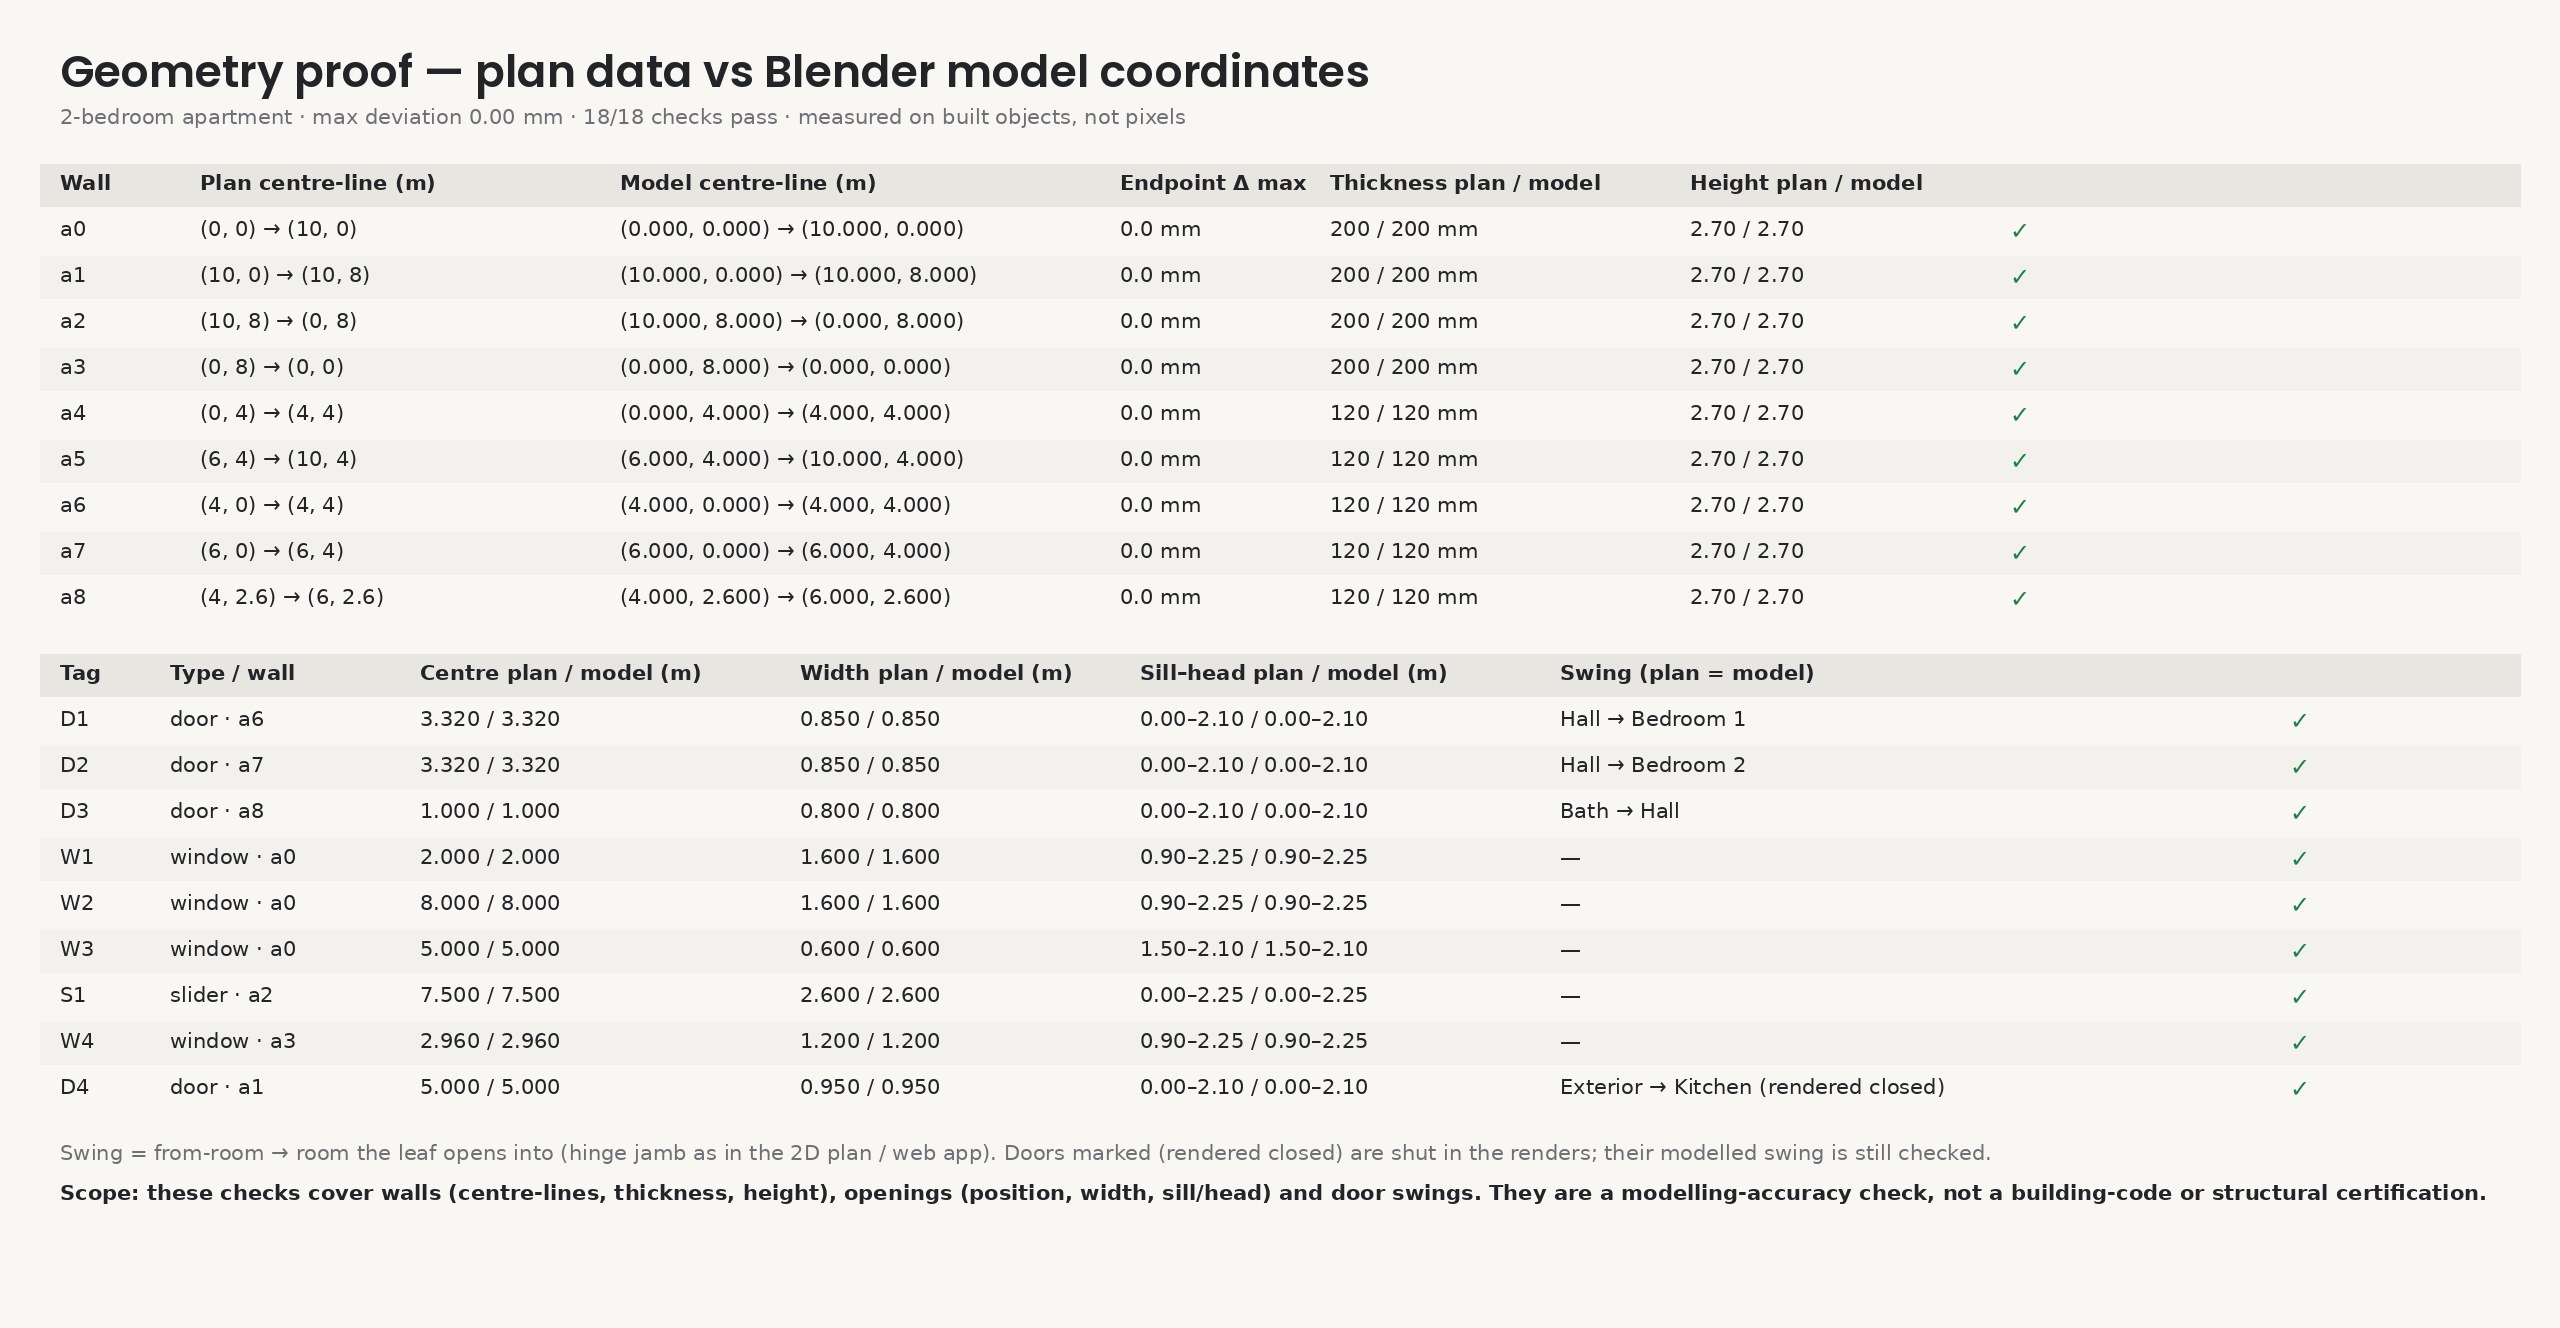 Geometry proof — plan data vs Blender model coordinates
2-bedroom apartment · max deviation 0.00 mm · 18/18 checks pass · measured on built objects, not pixels
Wall Plan centre-line (m) Model centre-line (m) Endpoint Δ max Thickness plan / model Height plan / model
a0 (0, 0) → (10, 0) (0.000, 0.000) → (10.000, 0.000) 0.0 mm 200 / 200 mm 2.70 / 2.70 ✓
a1 (10, 0) → (10, 8) (10.000, 0.000) → (10.000, 8.000) 0.0 mm 200 / 200 mm 2.70 / 2.70 ✓
a2 (10, 8) → (0, 8) (10.000, 8.000) → (0.000, 8.000) 0.0 mm 200 / 200 mm 2.70 / 2.70 ✓
a3 (0, 8) → (0, 0) (0.000, 8.000) → (0.000, 0.000) 0.0 mm 200 / 200 mm 2.70 / 2.70 ✓
a4 (0, 4) → (4, 4) (0.000, 4.000) → (4.000, 4.000) 0.0 mm 120 / 120 mm 2.70 / 2.70 ✓
a5 (6, 4) → (10, 4) (6.000, 4.000) → (10.000, 4.000) 0.0 mm 120 / 120 mm 2.70 / 2.70 ✓
a6 (4, 0) → (4, 4) (4.000, 0.000) → (4.000, 4.000) 0.0 mm 120 / 120 mm 2.70 / 2.70 ✓
a7 (6, 0) → (6, 4) (6.000, 0.000) → (6.000, 4.000) 0.0 mm 120 / 120 mm 2.70 / 2.70 ✓
a8 (4, 2.6) → (6, 2.6) (4.000, 2.600) → (6.000, 2.600) 0.0 mm 120 / 120 mm 2.70 / 2.70 ✓
Tag Type / wall Centre plan / model (m) Width plan / model (m) Sill–head plan / model (m) Swing (plan = model)
D1 door · a6 3.320 / 3.320 0.850 / 0.850 0.00–2.10 / 0.00–2.10 Hall → Bedroom 1 ✓
D2 door · a7 3.320 / 3.320 0.850 / 0.850 0.00–2.10 / 0.00–2.10 Hall → Bedroom 2 ✓
D3 door · a8 1.000 / 1.000 0.800 / 0.800 0.00–2.10 / 0.00–2.10 Bath → Hall ✓
W1 window · a0 2.000 / 2.000 1.600 / 1.600 0.90–2.25 / 0.90–2.25 — ✓
W2 window · a0 8.000 / 8.000 1.600 / 1.600 0.90–2.25 / 0.90–2.25 — ✓
W3 window · a0 5.000 / 5.000 0.600 / 0.600 1.50–2.10 / 1.50–2.10 — ✓
S1 slider · a2 7.500 / 7.500 2.600 / 2.600 0.00–2.25 / 0.00–2.25 — ✓
W4 window · a3 2.960 / 2.960 1.200 / 1.200 0.90–2.25 / 0.90–2.25 — ✓
D4 door · a1 5.000 / 5.000 0.950 / 0.950 0.00–2.10 / 0.00–2.10 Exterior → Kitchen (rendered closed) ✓
Swing = from-room → room the leaf opens into (hinge jamb as in the 2D plan / web app). Doors marked (rendered closed) are shut in the renders; their modelled swing is still checked.
Scope: these checks cover walls (centre-lines, thickness, height), openings (position, width, sill/head) and door swings. They are a modelling-accuracy check, not a building-code or structural certification.